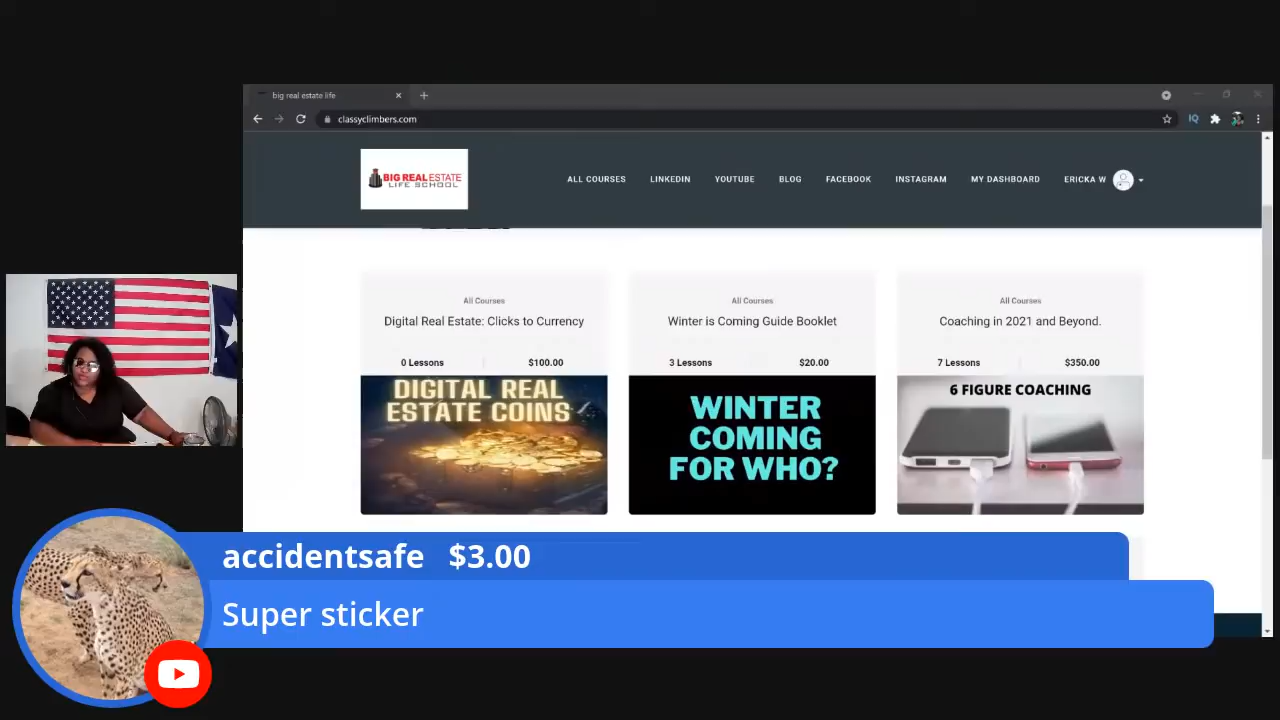 big real estate life
classyclimbers.com
IQ
BIG REAL ESTATE
LIFE SCHOOL
ALL COURSES
LINKEDIN
YOUTUBE
BLOG
FACEBOOK
INSTAGRAM
MY DASHBOARD
ERICKA W
All Courses
Digital Real Estate: Clicks to Currency
0 Lessons
$100.00
DIGITAL REAL
ESTATE COINS
All Courses
Winter is Coming Guide Booklet
3 Lessons
$20.00
WINTER
COMING
FOR WHO?
All Courses
Coaching in 2021 and Beyond.
7 Lessons
$350.00
6 FIGURE COACHING
accidentsafe $3.00
Super sticker